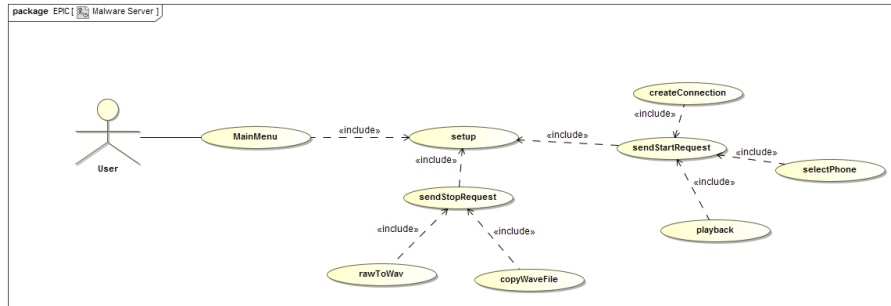 package EPIC [ Malware Server ]
createConnection
«include»
MainMenu
«include»
setup
«include»
sendStartRequest
«include»
selectPhone
User
«include»
sendStopRequest
«include»
playback
«include»
«include»
rawToWav
copyWaveFile